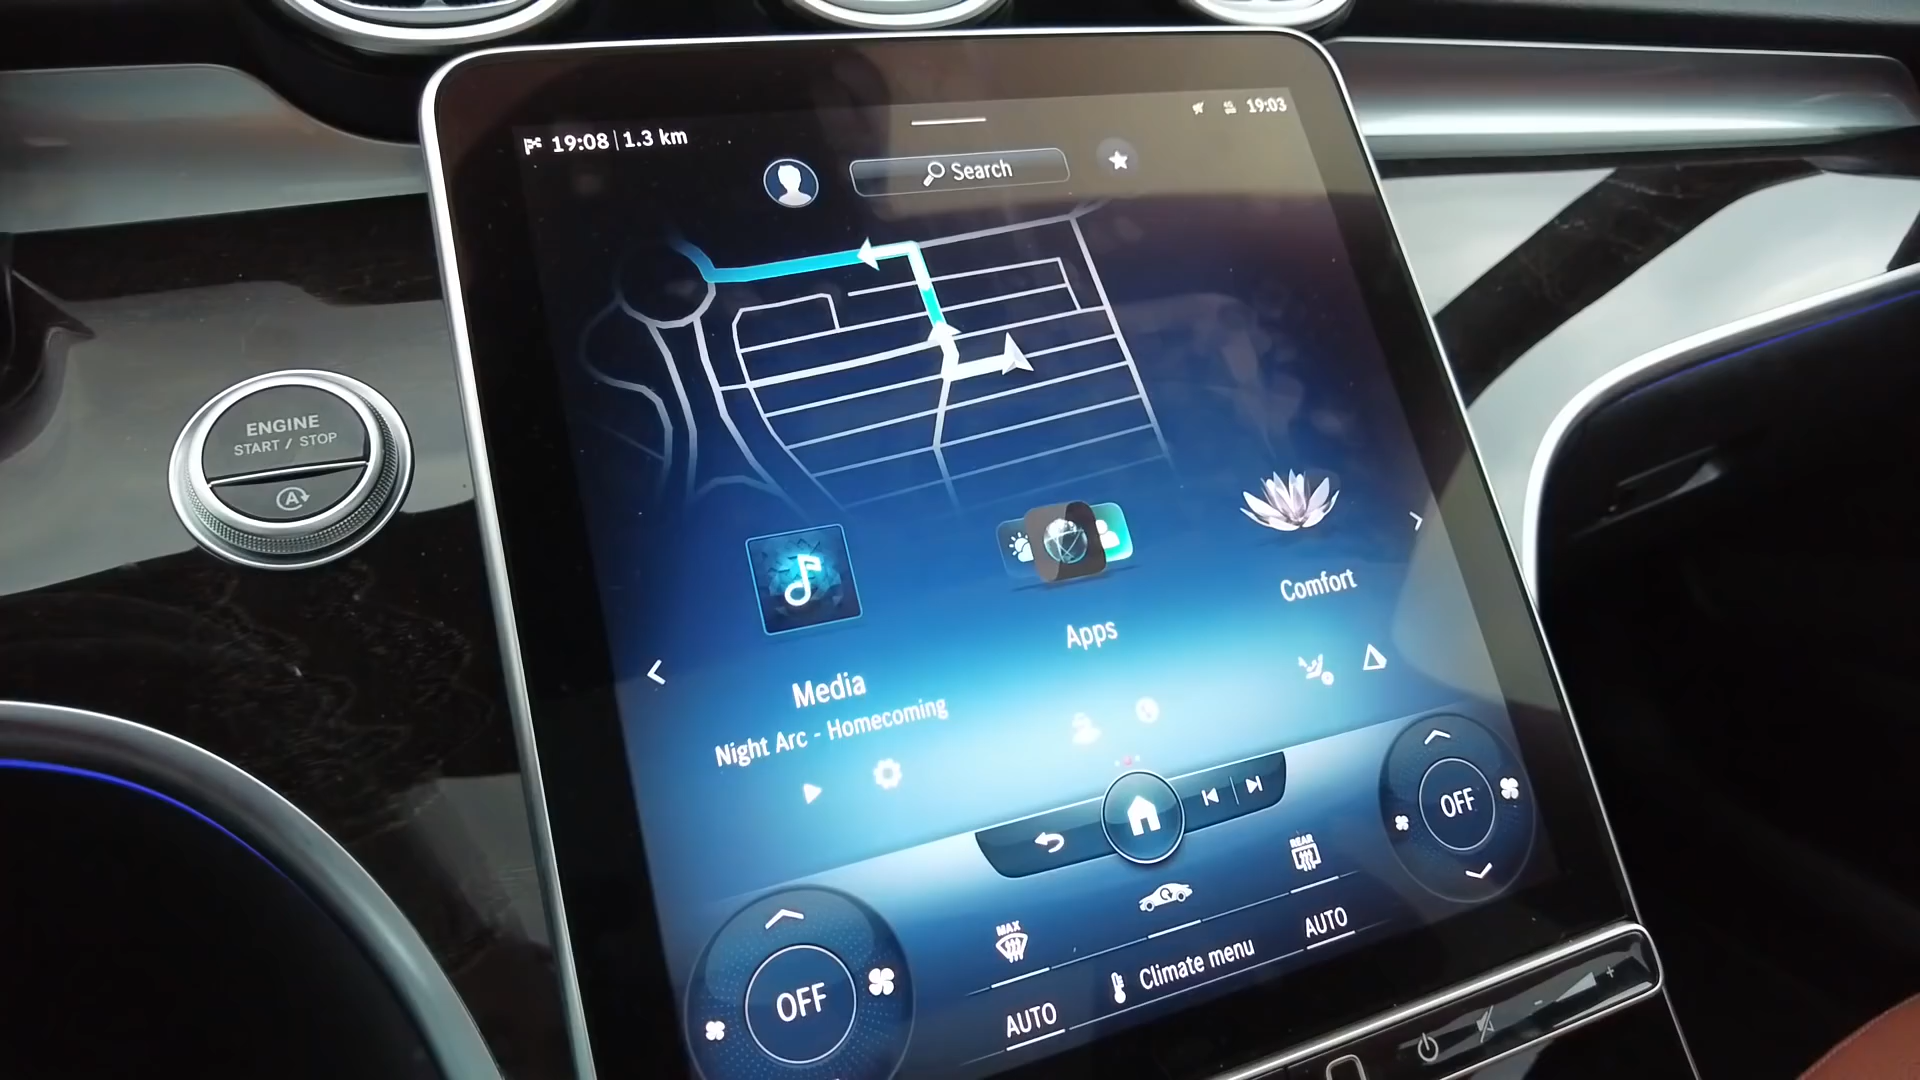 19:08 | 1.3 km
19:03
Search
ENGINE
START / STOP
A
Comfort
Apps
Media
Night Arc - Homecoming
OFF
REAR
MAX
AUTO
Climate menu
OFF
AUTO